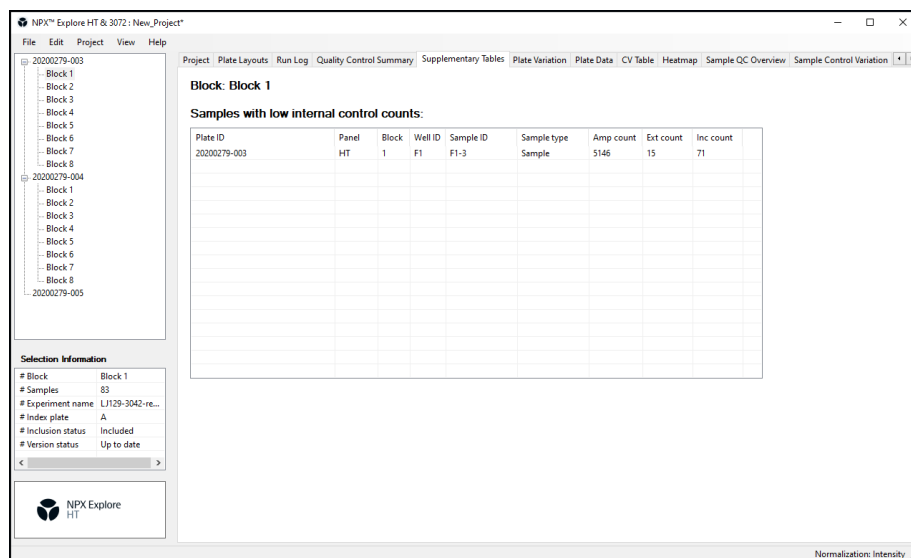 NPX™ Explore HT & 3072 : New_Project*
File Edit Project View Help
20200279-003
Block 1
Block 2
Block 3
Block 4
Block 5
Block 6
Block 7
Block 8
20200279-004
Block 1
Block 2
Block 3
Block 4
Block 5
Block 6
Block 7
Block 8
20200279-005
Selection Information
# Block Block 1
# Samples 83
# Experiment name LJ129-3042-re...
# Index plate A
# Inclusion status Included
# Version status Up to date
NPX Explore
HT
Project Plate Layouts Run Log Quality Control Summary Supplementary Tables Plate Variation Plate Data CV Table Heatmap Sample QC Overview Sample Control Variation
Block: Block 1
Samples with low internal control counts:
Plate ID Panel Block Well ID Sample ID Sample type Amp count Ext count Inc count
20200279-003 HT 1 F1 F1-3 Sample 5146 15 71
Normalization: Intensity